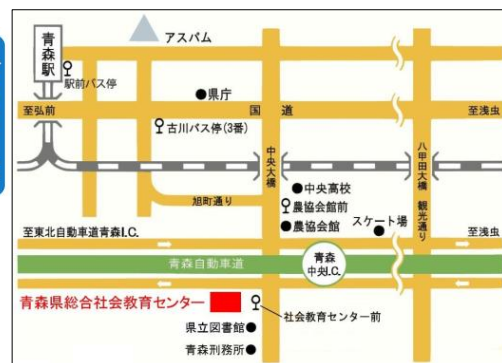 青森駅
アスパム
駅前バス停
県庁
至弘前
国道
至浅虫
古川バス停(3番)
中央大橋
八甲田大橋
観光通り
中央高校
旭町通り
農協会館前
スケート場
農協会館
至東北自動車道青森I.C.
至浅虫
青森自動車道
青森
中央I.C.
青森県総合社会教育センター
社会教育センター前
県立図書館
青森刑務所